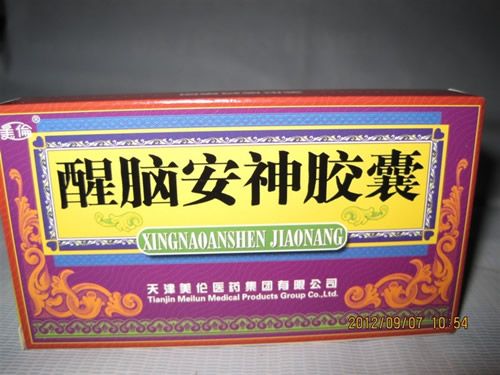 美倫®
醒脑安神胶囊
XINGNAOANSHEN JIAONANG
天津美伦医药集团有限公司
Tianjin Meilun Medical Products Group Co.,Ltd.
2012/09/07 10:54